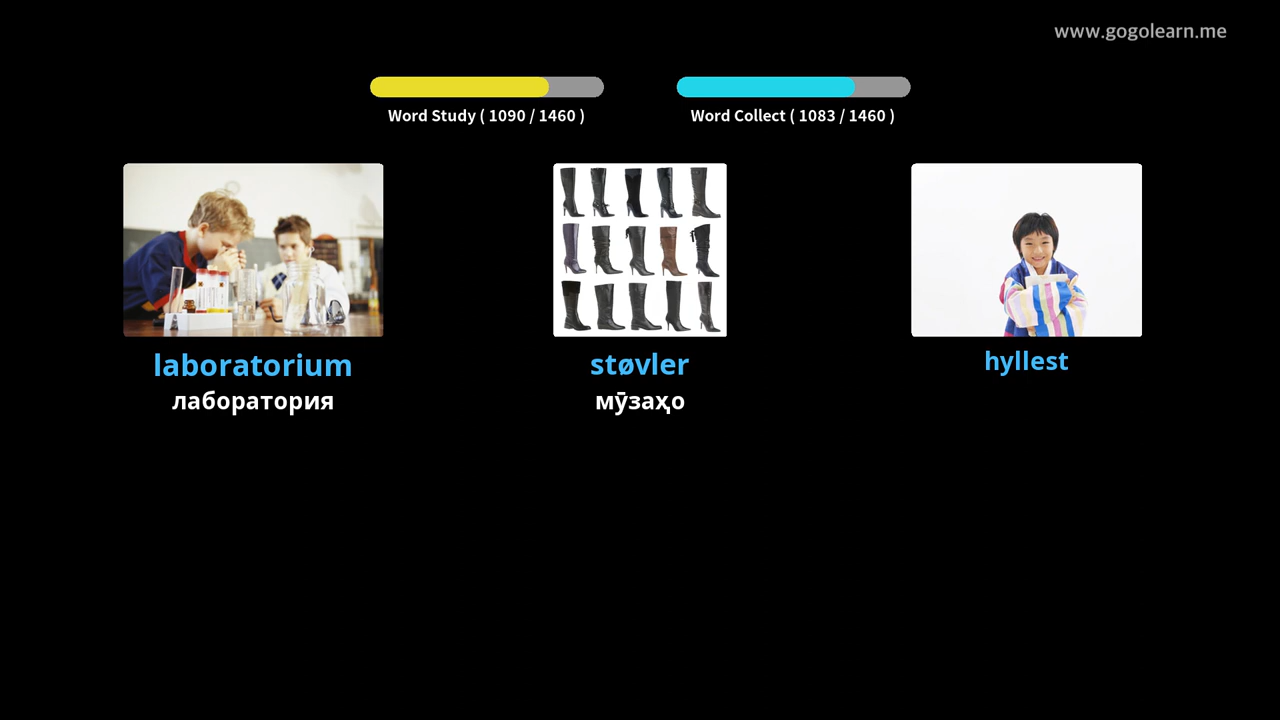 www.gogolearn.me
Word Study ( 1090 / 1460 )
Word Collect ( 1083 / 1460 )
laboratorium
støvler
hyllest
лаборатория
мӯзаҳо